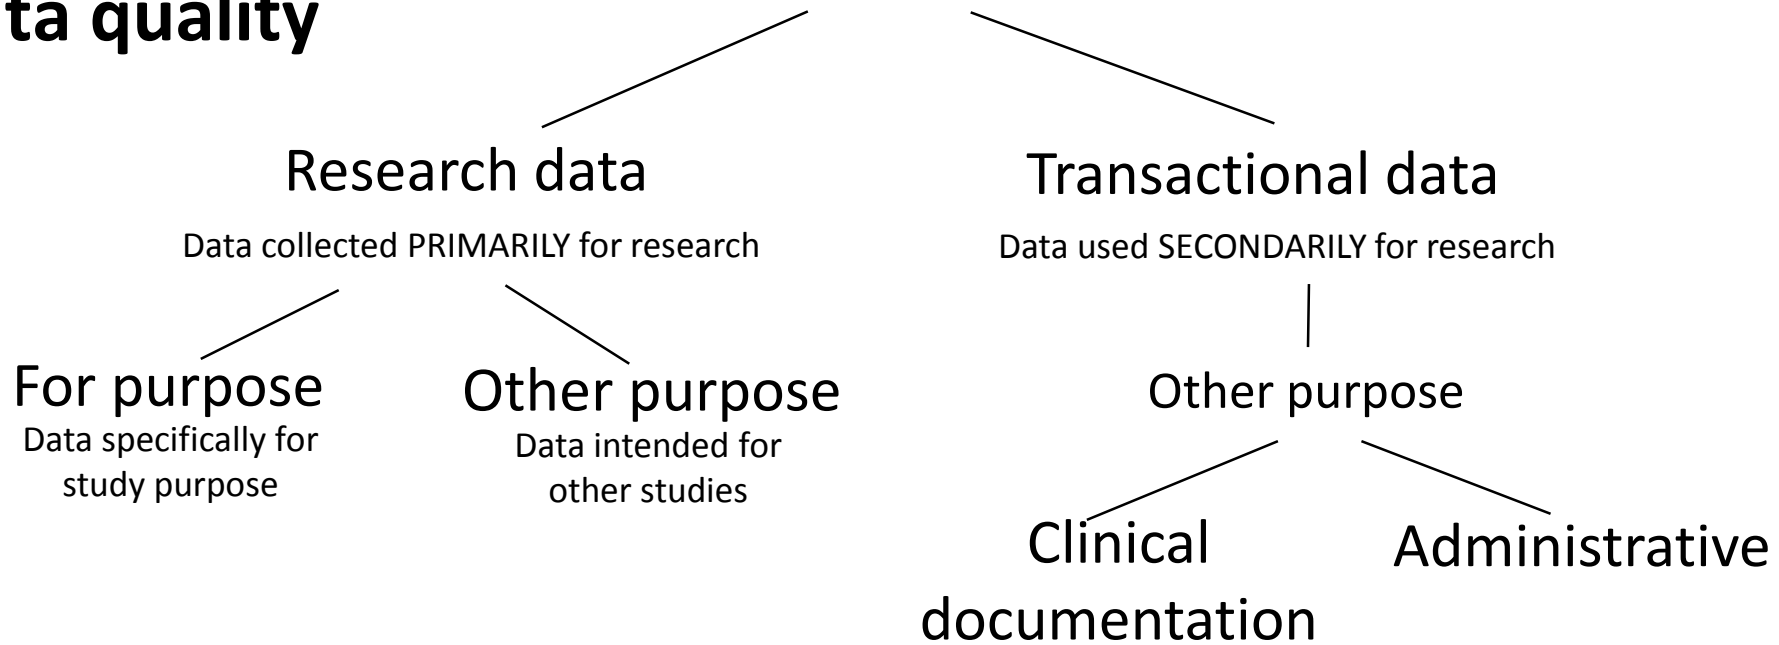 ta quality
Research data
Transactional data
Data collected PRIMARILY for research
Data used SECONDARILY for research
For purpose
Other purpose
Other purpose
Data specifically for
study purpose
Data intended for
other studies
Clinical
documentation
Administrative